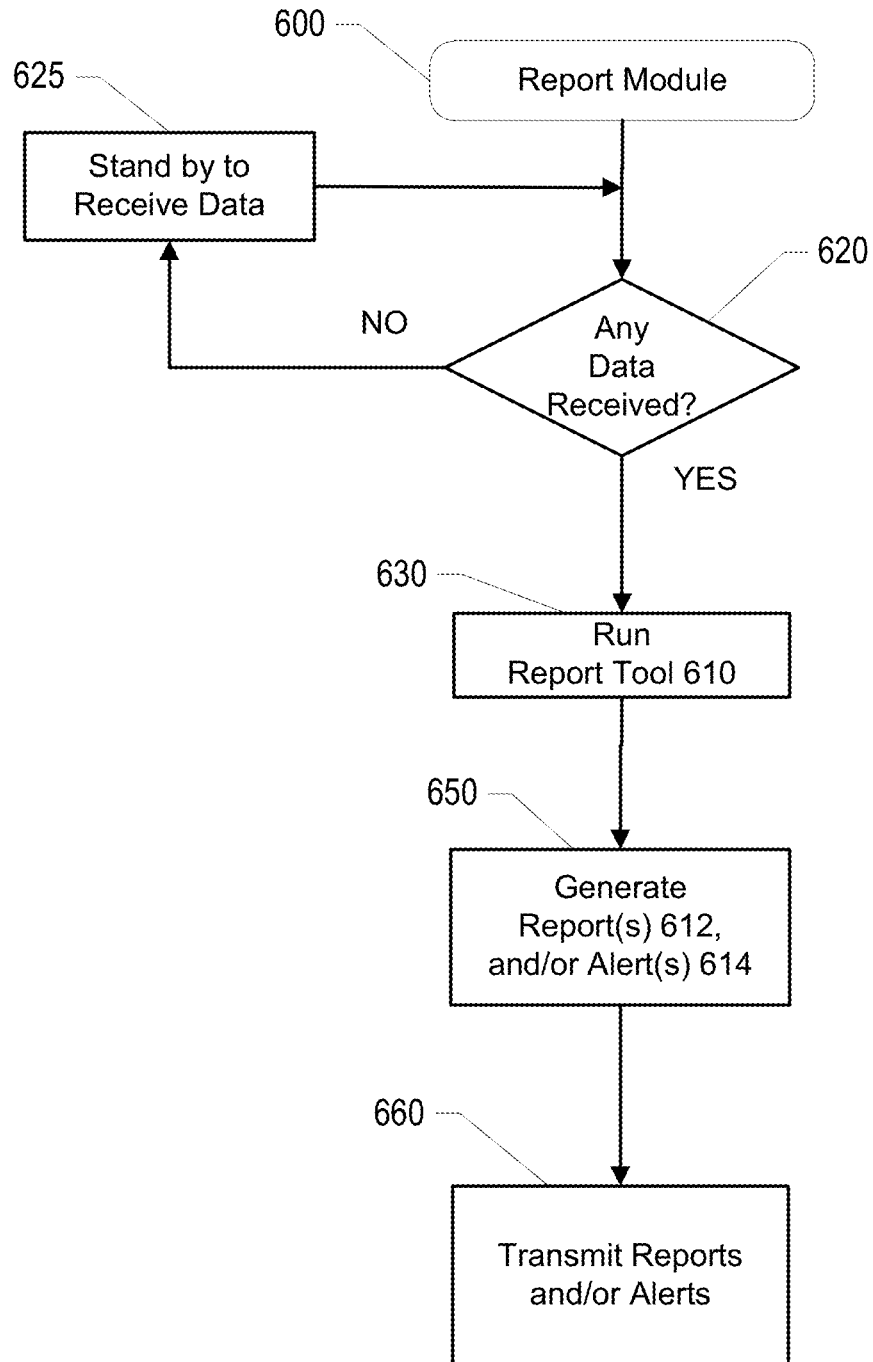 600
Report Module
625
Stand by to
Receive Data
620
NO
Any
Data
Received?
YES
630
Run
Report Tool 610
650
Generate
Report(s) 612,
and/or Alert(s) 614
660
Transmit Reports
and/or Alerts